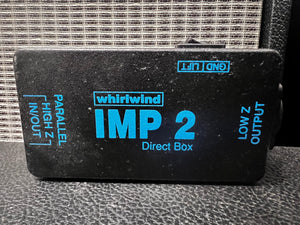 GND | LIFT
whirlwind
IMP 2
Direct Box
PARALLEL
HIGH Z
IN/OUT
LOW Z
OUTPUT